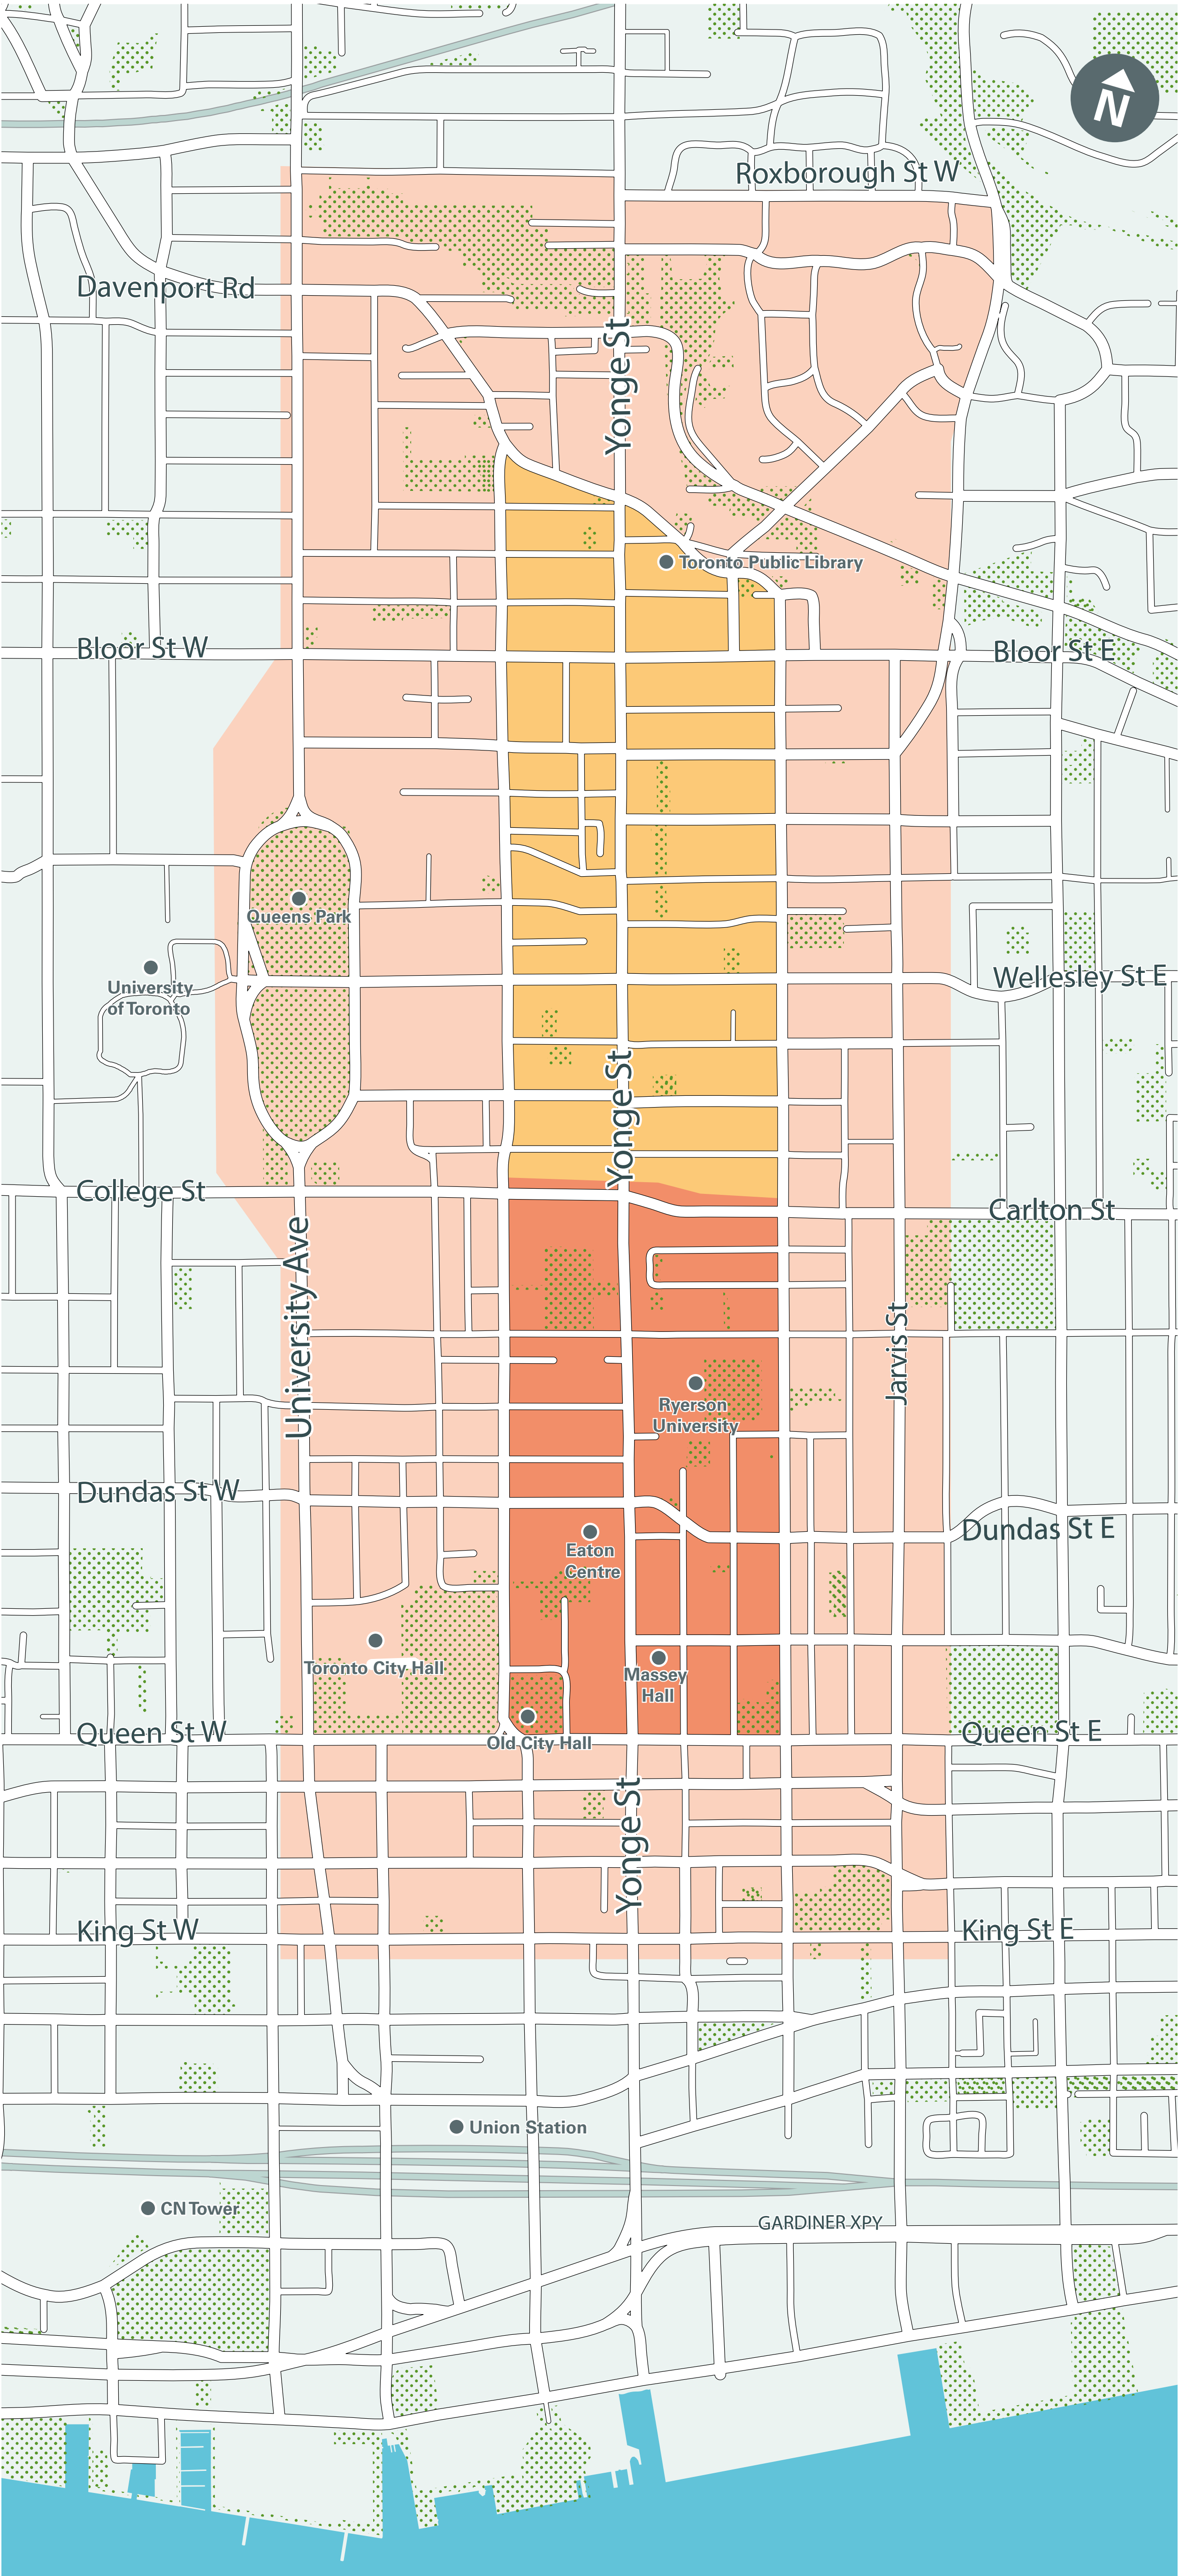 N
Roxborough St W
Davenport Rd
Yonge St
Toronto Public Library
Bloor St W
Bloor St E
Queens Park
University
of Toronto
Wellesley St E
Yonge St
College St
Carlton St
University Ave
Jarvis St
Ryerson
University
Dundas St W
Dundas St E
Eaton
Centre
Toronto City Hall
Massey
Hall
Queen St W
Old City Hall
Queen St E
Yonge St
King St W
King St E
Union Station
CN Tower
GARDINER XPY